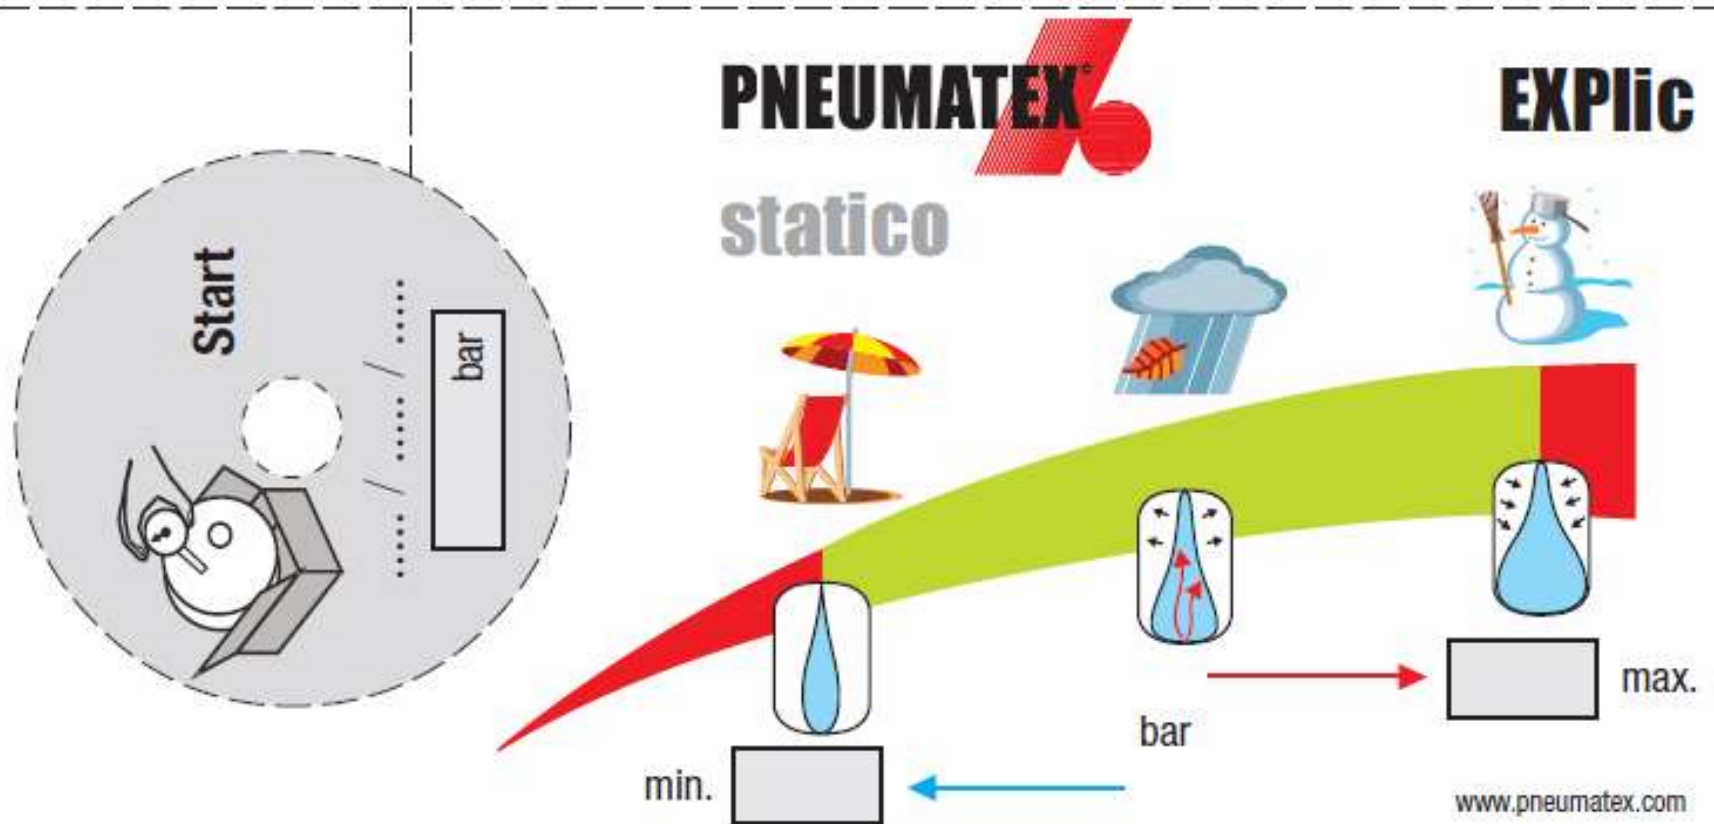 PNEUMATEX®
EXPlic
statico
Start
...... / ...... / ......
bar
max.
bar
min.
www.pneumatex.com